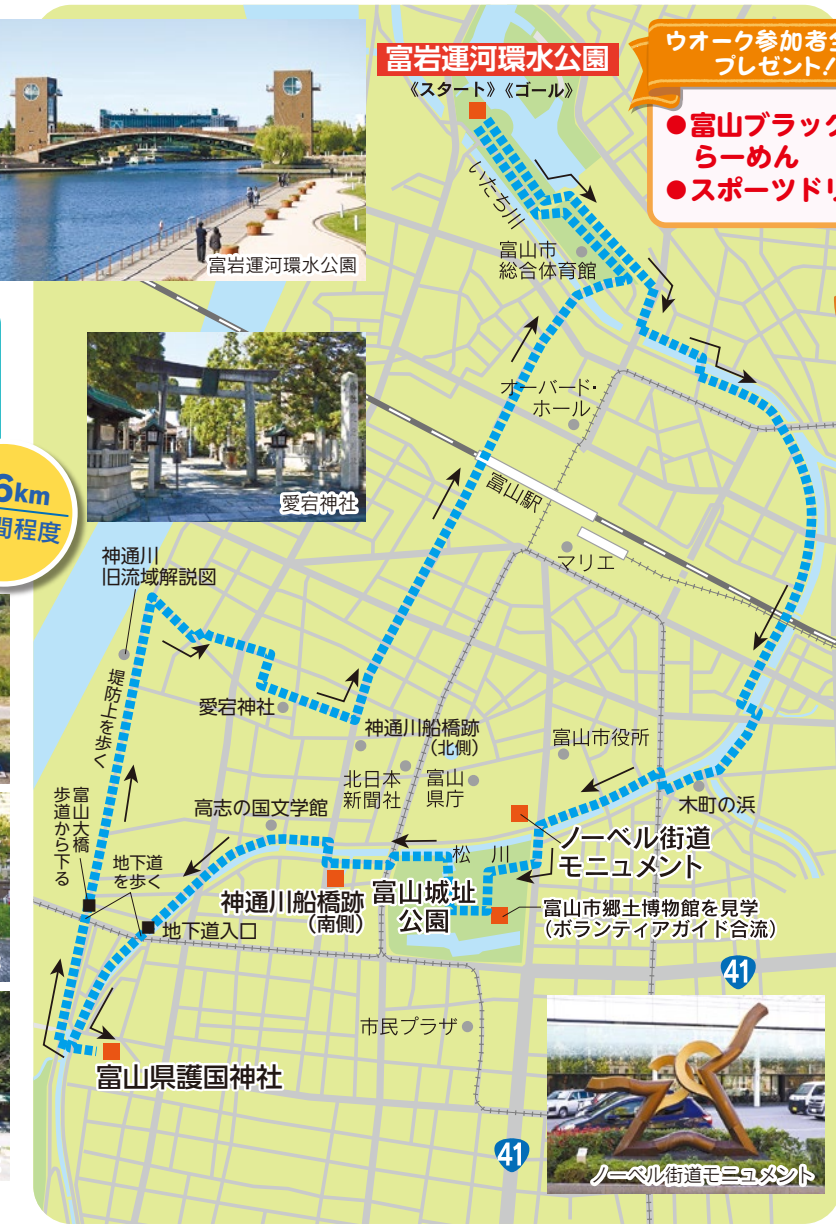 富岩運河環水公園
《スタート》《ゴール》
ウオーク参加者全
プレゼント!
●富山ブラック
らーめん
●スポーツドリ
富岩運河環水公園
いたち川
富山市
総合体育館
オーバード・
ホール
愛宕神社
富山駅
マリエ
6km
間程度
神通川
旧流域解説図
堤防上を歩く
愛宕神社
神通川船橋跡
(北側)
富山市役所
北日本
新聞社
富山
県庁
木町の浜
富山大橋
歩道から下る
高志の国文学館
ノーベル街道
モニュメント
松川
地下道
を歩く
神通川船橋跡
(南側)
富山城址
公園
富山市郷土博物館を見学
(ボランティアガイド合流)
地下道入口
41
市民プラザ
富山県護国神社
41
ノーベル街道モニュメント